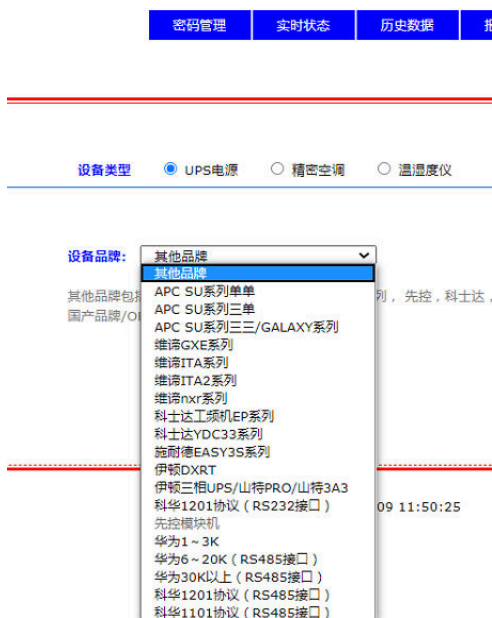 密码管理 实时状态 历史数据
设备类型 UPS电源 精密空调 温湿度仪
设备品牌: 其他品牌
其他品牌
其他品牌包 列，先控，科士达，
国产品牌/O
APC SU系列单单
APC SU系列三单
APC SU系列三三/GALAXY系列
维谛GXE系列
维谛ITA系列
维谛ITA2系列
维谛nxr系列
科士达工频机EP系列
科士达YDC33系列
施耐德EASY3S系列
伊顿DXRT
伊顿三相UPS/山特PRO/山特3A3
科华1201协议（RS232接口） 09 11:50:25
先控模块机
华为1~3K
华为6~20K（RS485接口）
华为30K以上（RS485接口）
科华1201协议（RS485接口）
科华1101协议（RS485接口）